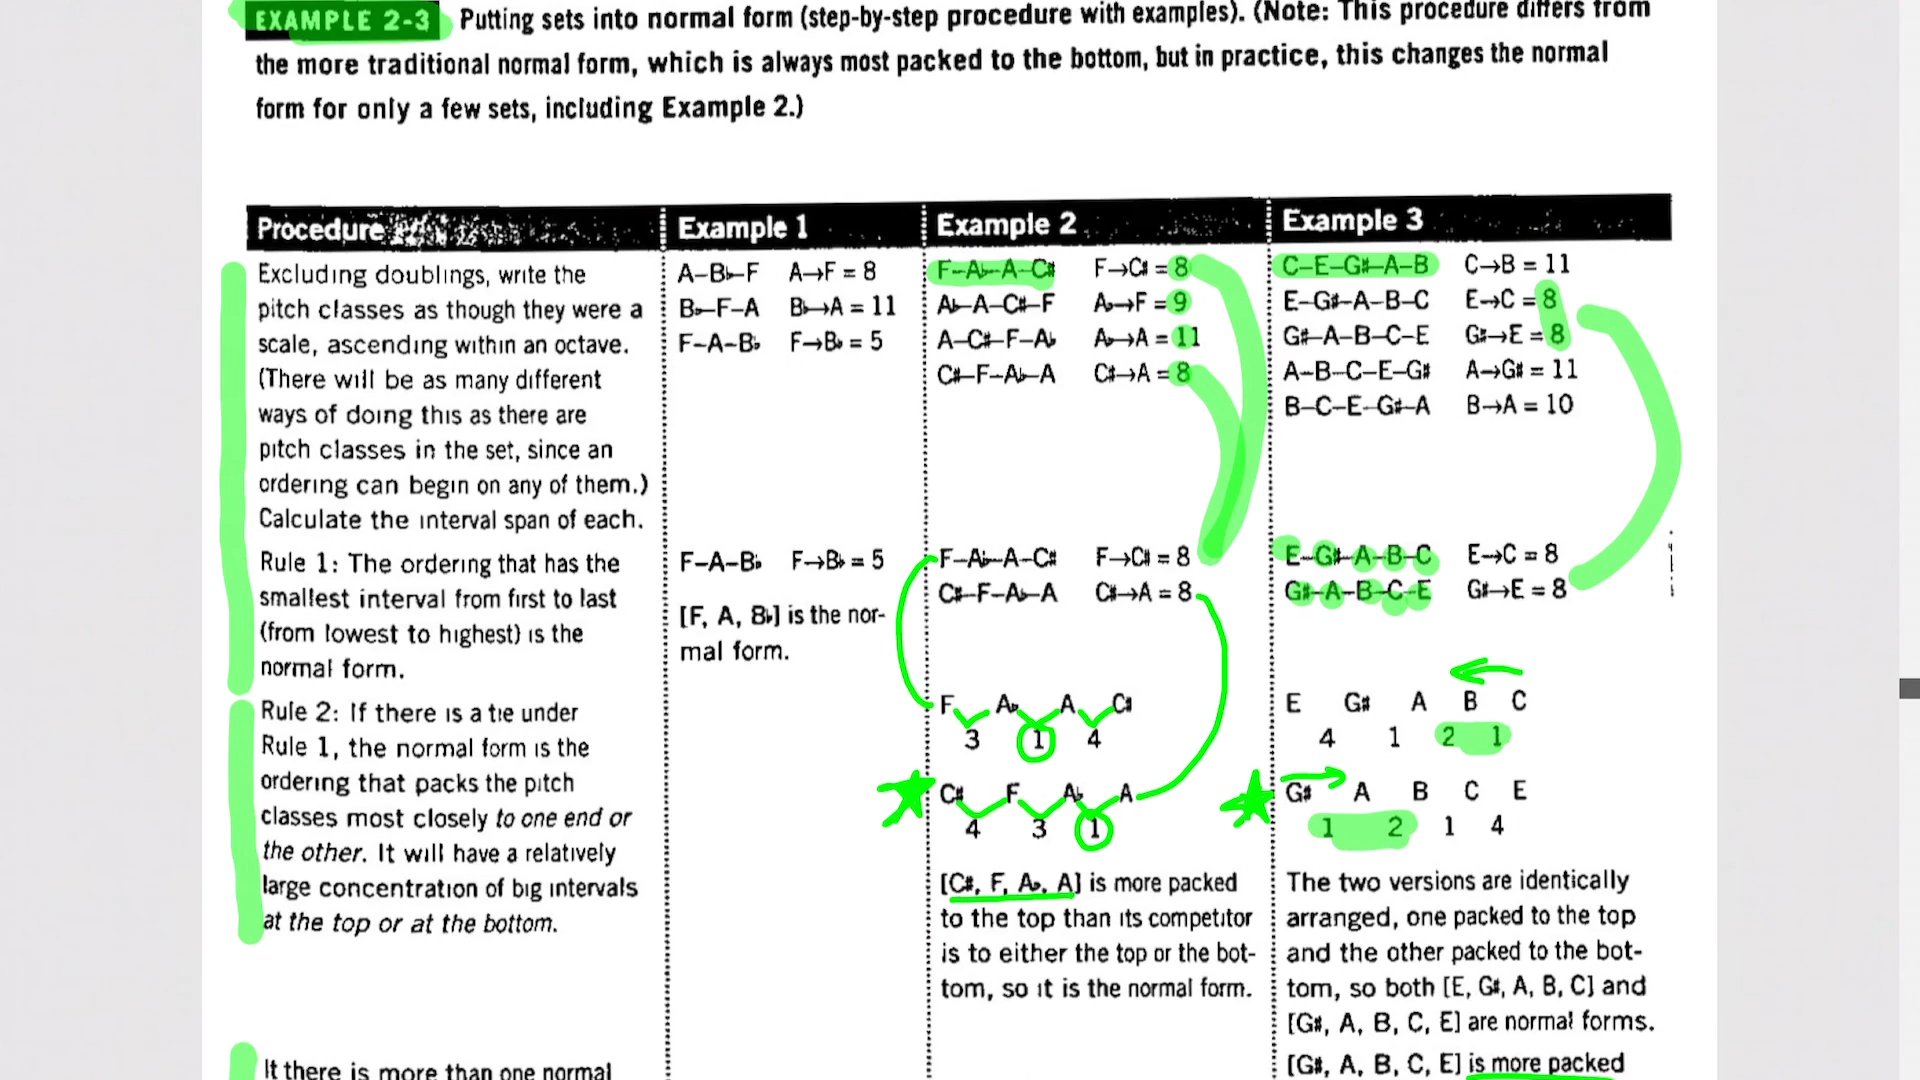 EXAMPLE 2-3 Putting sets into normal form (step-by-step procedure with examples). (Note: This procedure differs from
the more traditional normal form, which is always most packed to the bottom, but in practice, this changes the normal
form for only a few sets, including Example 2.)
Procedure
Excluding doublings, write the
pitch classes as though they were a
scale, ascending within an octave.
(There will be as many different
ways of doing this as there are
pitch classes in the set, since an
ordering can begin on any of them.)
Calculate the interval span of each.
Rule 1: The ordering that has the
smallest interval from first to last
(from lowest to highest) is the
normal form.
Rule 2: If there is a tie under
Rule 1, the normal form is the
ordering that packs the pitch
classes most closely to one end or
the other. It will have a relatively
large concentration of big intervals
at the top or at the bottom.
If there is more than one normal
Example 1
A–B♭–F A→F = 8
B♭–F–A B♭→A = 11
F–A–B♭ F→B♭ = 5
F–A–B♭ F→B♭ = 5
[F, A, B♭] is the nor-
mal form.
Example 2
F–A♭–A–C♯ F→C♯ = 8
A♭–A–C♯–F A♭→F = 9
A–C♯–F–A♭ A♭→A = 11
C♯–F–A♭–A C♯→A = 8
F–A♭–A–C♯ F→C♯ = 8
C♯–F–A♭–A C♯→A = 8
F A♭ A C♯
3 1 4
C♯ F A♭ A
4 3 1
[C♯, F, A♭, A] is more packed
to the top than its competitor
is to either the top or the bot-
tom, so it is the normal form.
Example 3
C–E–G♯–A–B C→B = 11
E–G♯–A–B–C E→C = 8
G♯–A–B–C–E G♯→E = 8
A–B–C–E–G♯ A→G♯ = 11
B–C–E–G♯–A B→A = 10
E–G♯–A–B–C E→C = 8
G♯–A–B–C–E G♯→E = 8
E G♯ A B C
4 1 2 1
G♯ A B C E
1 2 1 4
The two versions are identically
arranged, one packed to the top
and the other packed to the bot-
tom, so both [E, G♯, A, B, C] and
[G♯, A, B, C, E] are normal forms.
[G♯, A, B, C, E] is more packed